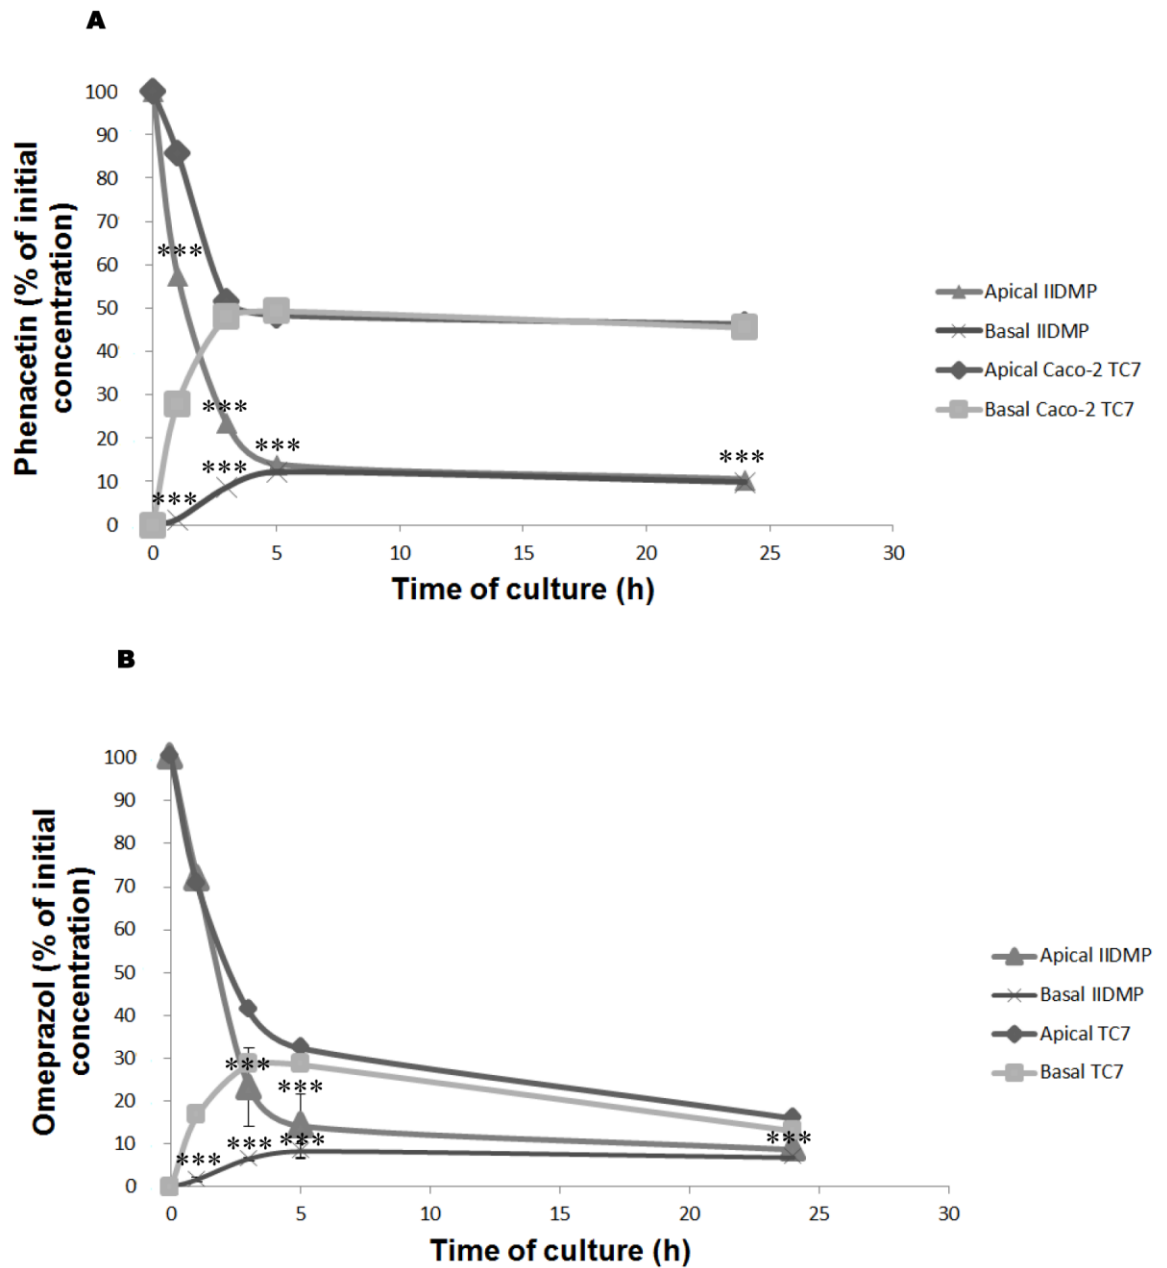 A
Phenacetin (% of initial
concentration)
100
90
80
70
60
50
40
30
20
10
0
***
***
***
***
***
***
0 5 10 15 20 25 30
Time of culture (h)
Apical IIDMP
Basal IIDMP
Apical Caco-2 TC7
Basal Caco-2 TC7
B
Omeprazol (% of initial
concentration)
100
90
80
70
60
50
40
30
20
10
0
***
***
***
***
***
***
0 5 10 15 20 25 30
Time of culture (h)
Apical IIDMP
Basal IIDMP
Apical TC7
Basal TC7